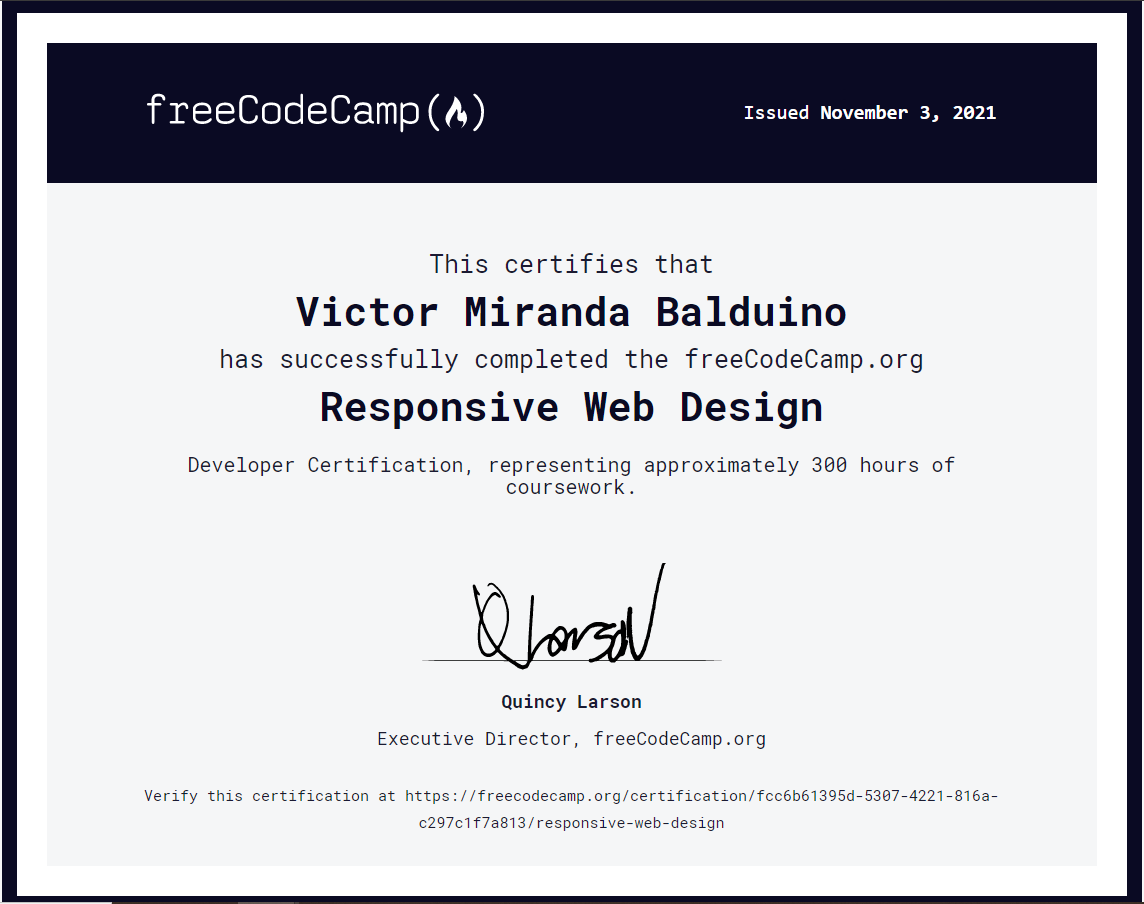 freeCodeCamp(🔥)
Issued November 3, 2021
This certifies that
Victor Miranda Balduino
has successfully completed the freeCodeCamp.org
Responsive Web Design
Developer Certification, representing approximately 300 hours of
coursework.
Q Larson
Quincy Larson
Executive Director, freeCodeCamp.org
Verify this certification at https://freecodecamp.org/certification/fcc6b61395d-5307-4221-816a-
c297c1f7a813/responsive-web-design